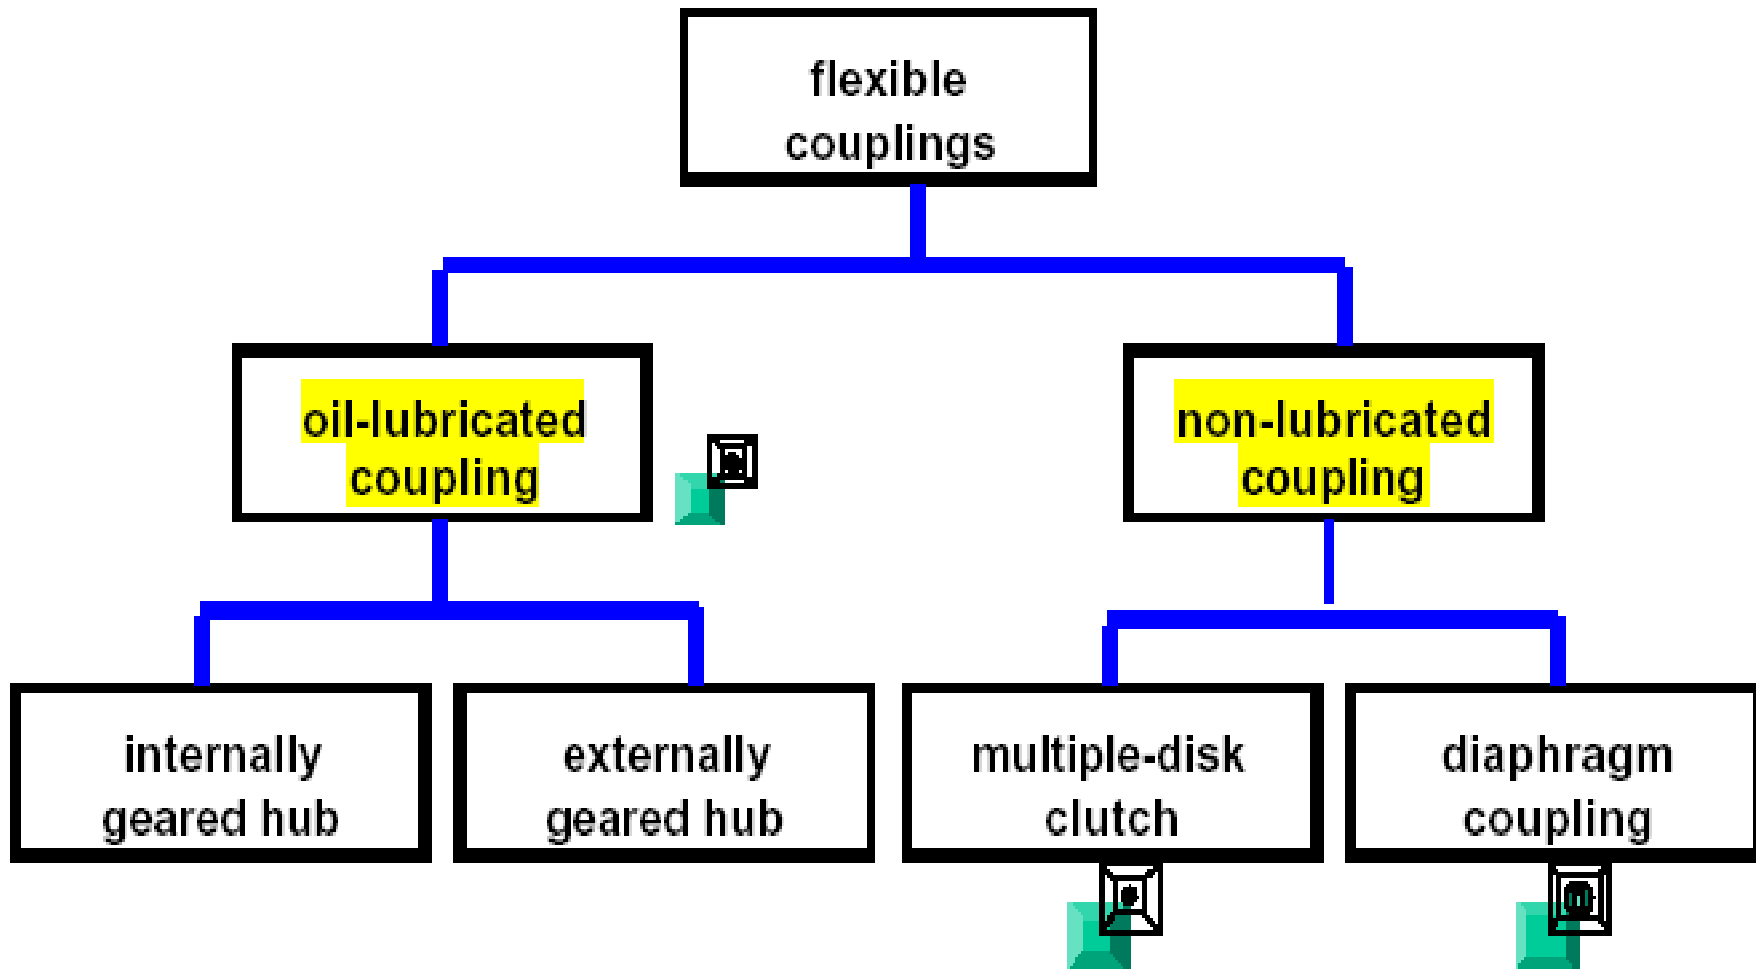 flexible
couplings
oil-lubricated
coupling
non-lubricated
coupling
internally
geared hub
externally
geared hub
multiple-disk
clutch
diaphragm
coupling